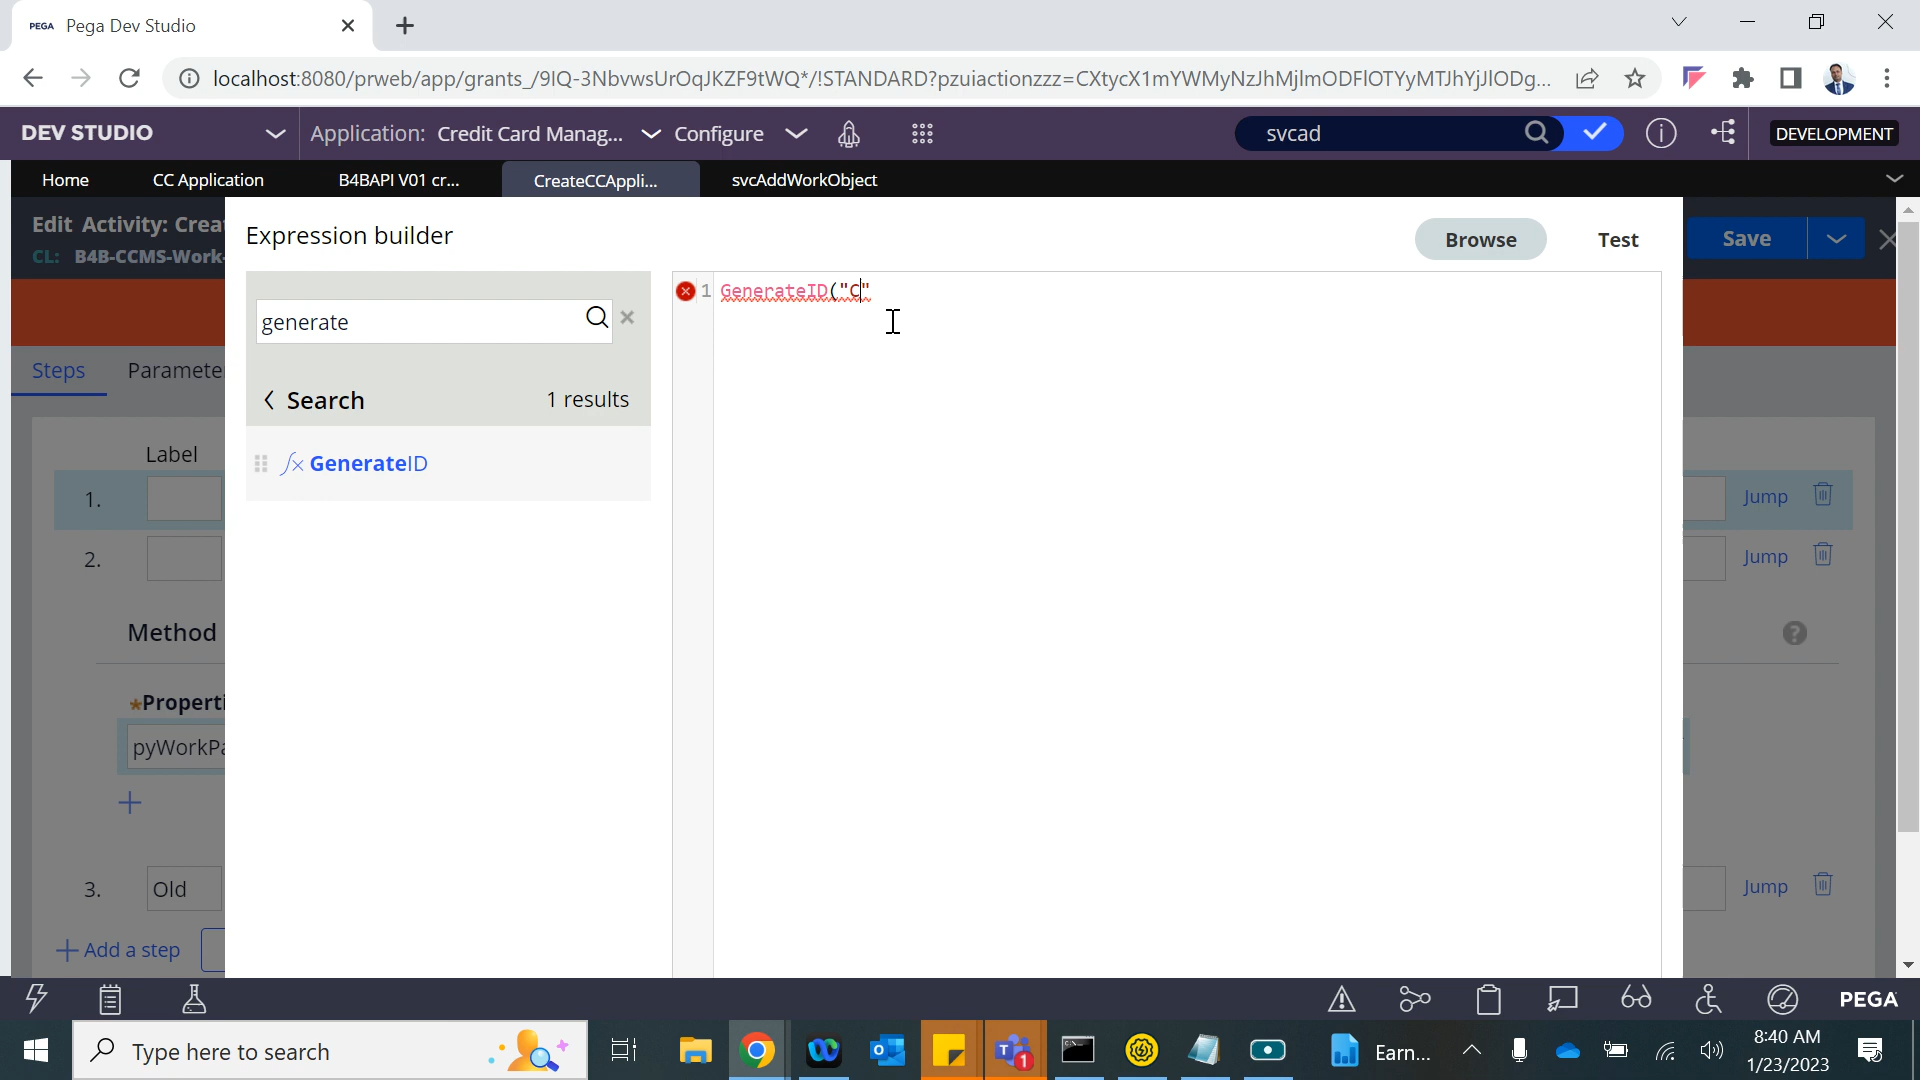 PEGA Pega Dev Studio
localhost:8080/prweb/app/grants_/9IQ-3NbvwsUrOqJKZF9tWQ*/!STANDARD?pzuiactionzzz=CXtycX1mYWMyNzJhMjlmODFlOTYyMTJhYjJlODg...
DEV STUDIO Application: Credit Card Manag... Configure svcad DEVELOPMENT
Home CC Application B4BAPI V01 cr... CreateCCAppli... svcAddWorkObject
Edit Activity: Crea
CL: B4B-CCMS-Work-
Save
Expression builder Browse Test
generate
1 GenerateID("C"
Steps Paramete
Search 1 results
Label
GenerateID
1. Jump
2. Jump
Method
?
*Properti
pyWorkPa
3. Old Jump
Add a step
PEGA
Type here to search
1
Earn...
8:40 AM
1/23/2023